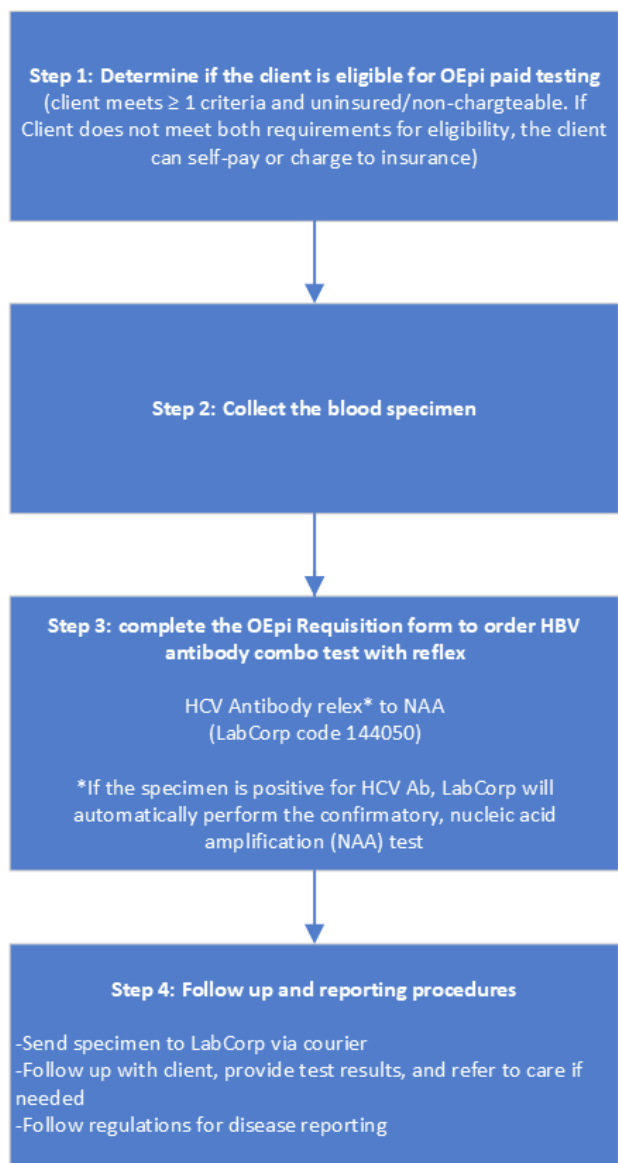 Step 1: Determine if the client is eligible for OEpi paid testing
(client meets ≥ 1 criteria and uninsured/non-chargteable. If
Client does not meet both requirements for eligibility, the client
can self-pay or charge to insurance)
Step 2: Collect the blood specimen
Step 3: complete the OEpi Requisition form to order HBV
antibody combo test with reflex
HCV Antibody relex* to NAA
(LabCorp code 144050)
*If the specimen is positive for HCV Ab, LabCorp will
automatically perform the confirmatory, nucleic acid
amplification (NAA) test
Step 4: Follow up and reporting procedures
-Send specimen to LabCorp via courier
-Follow up with client, provide test results, and refer to care if
needed
-Follow regulations for disease reporting